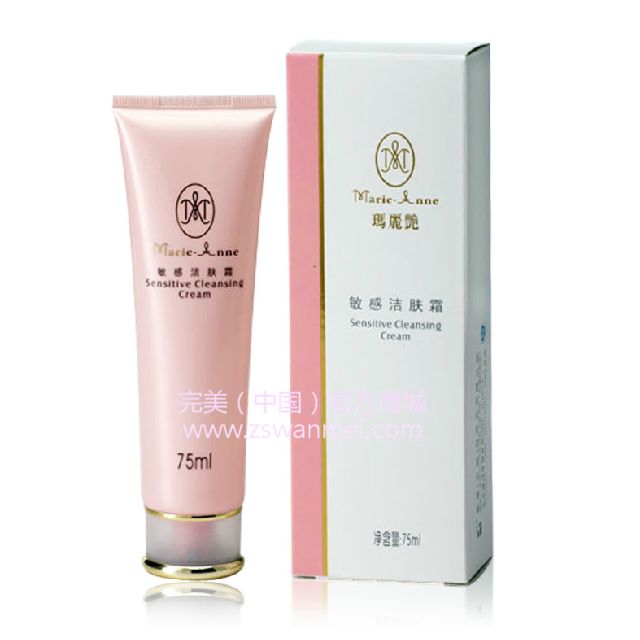 Marie-Anne
敏感洁肤霜
Sensitive Cleansing
Cream
75ml
Marie-Anne
瑪麗艷
敏感洁肤霜
Sensitive Cleansing
Cream
净含量:75ml
完美(中国)官方商城
www.zswanmei.com